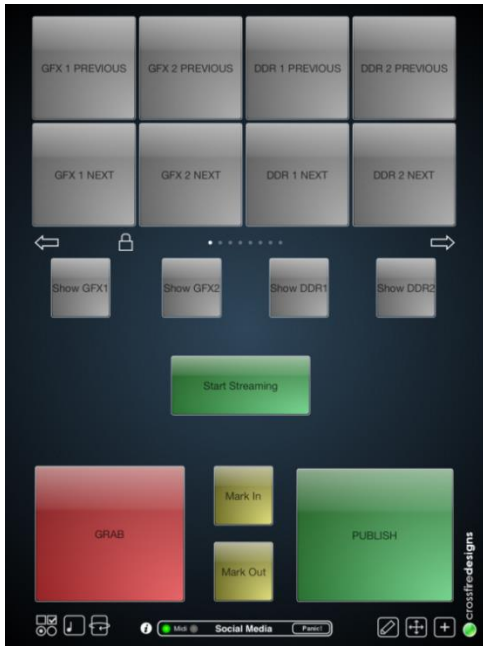 GFX 1 PREVIOUS
GFX 2 PREVIOUS
DDR 1 PREVIOUS
DDR 2 PREVIOUS
GFX 1 NEXT
GFX 2 NEXT
DDR 1 NEXT
DDR 2 NEXT
Show GFX1
Show GFX2
Show DDR1
Show DDR2
Start Streaming
Mark In
GRAB
PUBLISH
Mark Out
crossfiredesigns
i
Midi
Social Media
Panic!